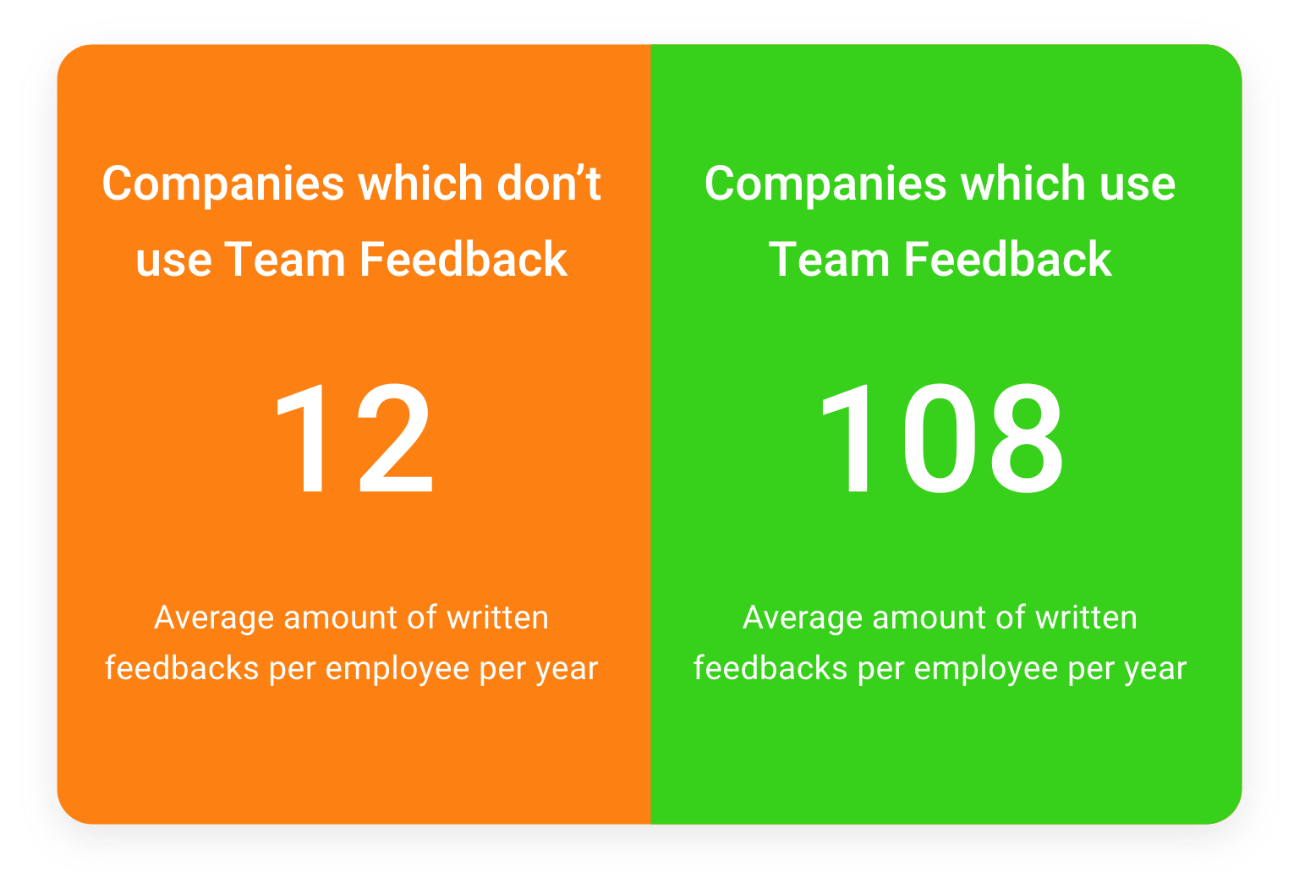 Companies which don’t
use Team Feedback
12
Average amount of written
feedbacks per employee per year
Companies which use
Team Feedback
108
Average amount of written
feedbacks per employee per year